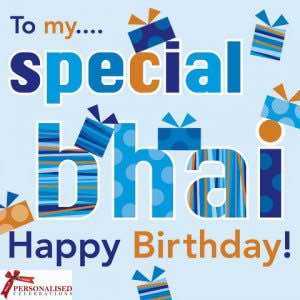 To my....
special
bhai
Happy Birthday!
PERSONALISED
CELEBRATIONS